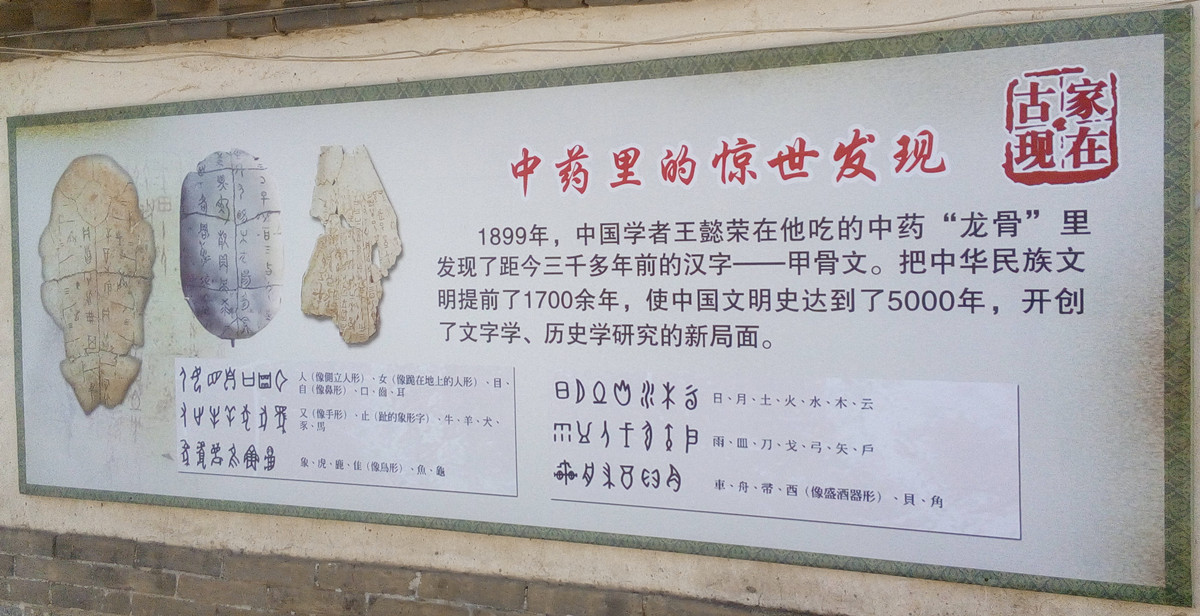 家在
古现
中药里的惊世发现
1899年，中国学者王懿荣在他吃的中药“龙骨”里
发现了距今三千多年前的汉字——甲骨文。把中华民族文
明提前了1700余年，使中国文明史达到了5000年，开创
了文字学、历史学研究的新局面。
人（像側立人形）、女（像跪在地上的人形）、目、
自（像鼻形）、口、齒、耳
又（像手形）、止（趾的象形字）、牛、羊、犬、
豕、馬
象、虎、鹿、隹（像鳥形）、魚、龜
日、月、土、火、水、木、云
雨、皿、刀、戈、弓、矢、戶
車、舟、帚、酉（像盛酒器形）、貝、角